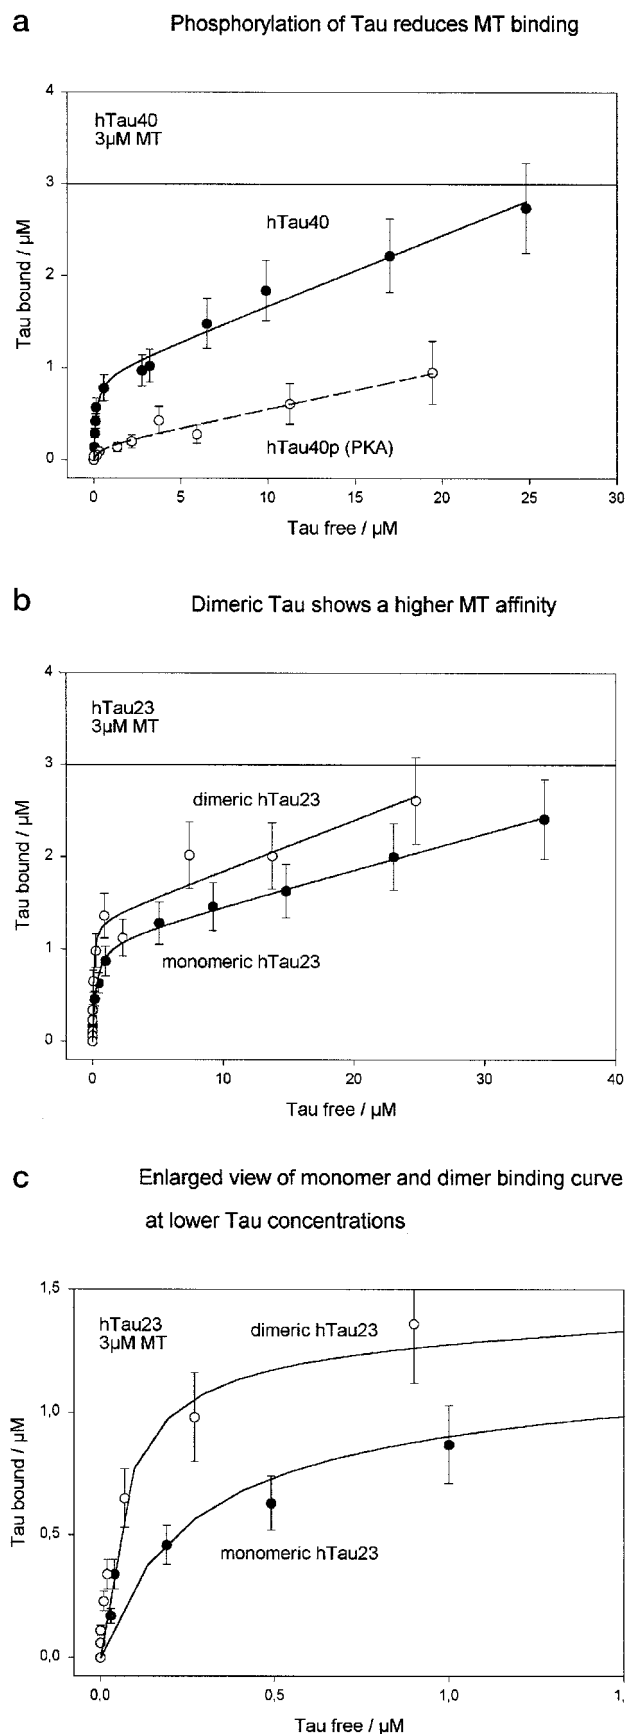 a
Phosphorylation of Tau reduces MT binding
4
3
2
1
0
Tau bound / µM
hTau40
3µM MT
hTau40
hTau40p (PKA)
0 5 10 15 20 25 30
Tau free / µM
b
Dimeric Tau shows a higher MT affinity
4
3
2
1
0
Tau bound / µM
hTau23
3µM MT
dimeric hTau23
monomeric hTau23
0 10 20 30 40
Tau free / µM
c
Enlarged view of monomer and dimer binding curve
at lower Tau concentrations
1,5
1,0
0,5
0,0
Tau bound / µM
hTau23
3µM MT
dimeric hTau23
monomeric hTau23
0,0 0,5 1,0 1,
Tau free / µM